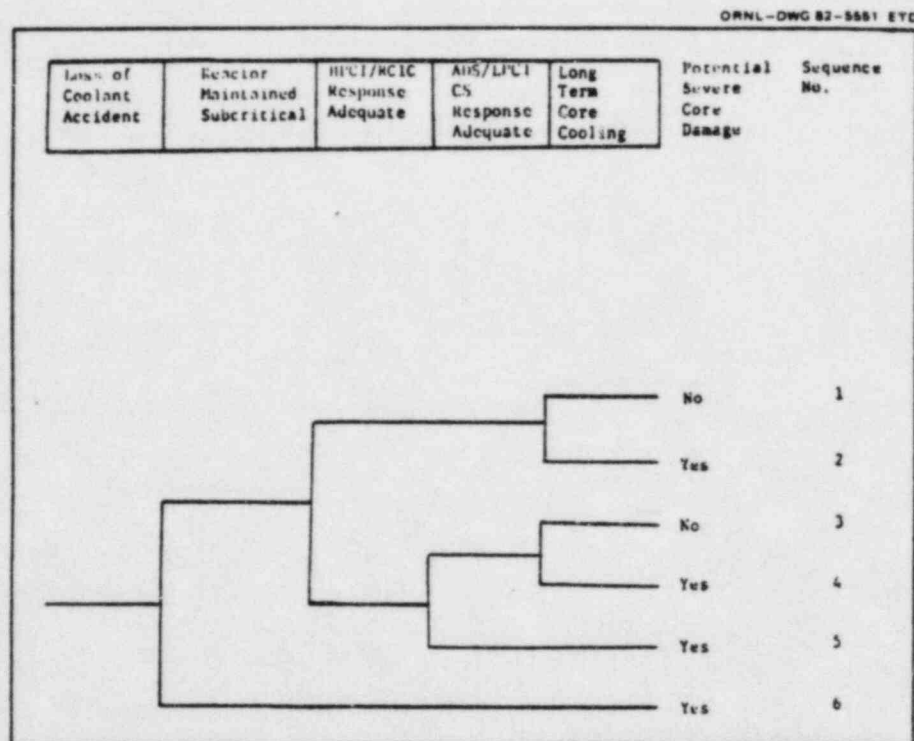 ORNL-DWG 82-5551 ETD
Loss of Coolant Accident
Reactor Maintained Subcritical
HPCI/RCIC Response Adequate
ADS/LPCI CS Response Adequate
Long Term Core Cooling
Potential Severe Core Damage
Sequence No.
No 1
Yes 2
No 3
Yes 4
Yes 5
Yes 6